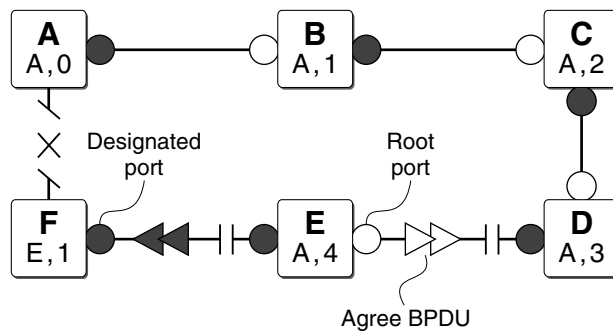 A
A,0
B
A,1
C
A,2
Designated
port
Root
port
F
E,1
E
A,4
D
A,3
Agree BPDU